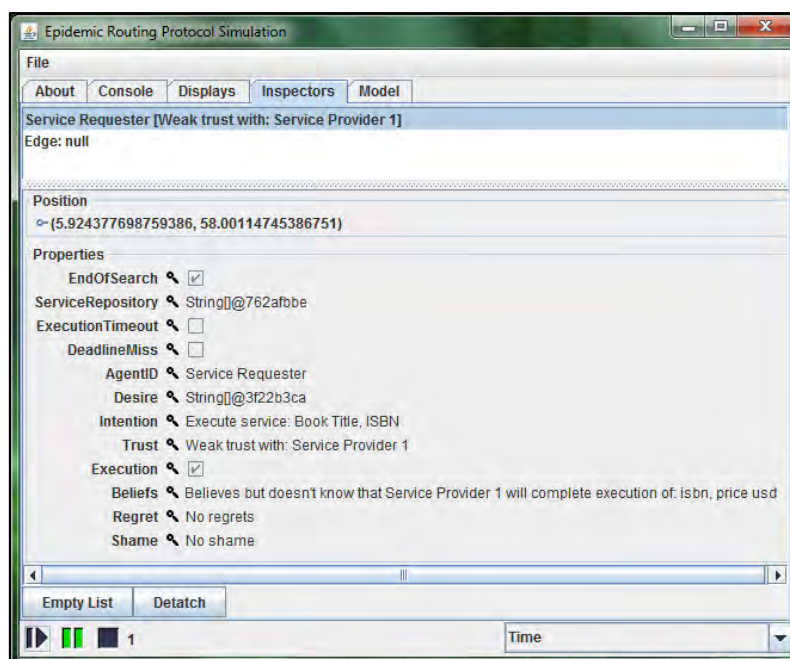 Epidemic Routing Protocol Simulation
File
About Console Displays Inspectors Model
Service Requester [Weak trust with: Service Provider 1]
Edge: null
Position
(5.924377698759386, 58.00114745386751)
Properties
EndOfSearch
ServiceRepository String[]@762afbbe
ExecutionTimeout
DeadlineMiss
AgentID Service Requester
Desire String[]@3f22b3ca
Intention Execute service: Book Title, ISBN
Trust Weak trust with: Service Provider 1
Execution
Beliefs Believes but doesn't know that Service Provider 1 will complete execution of: isbn, price usd
Regret No regrets
Shame No shame
Empty List Detatch
1 Time